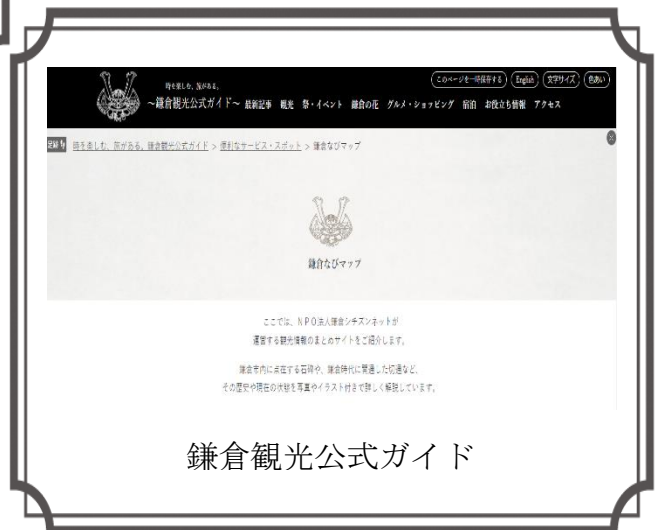 このページを一時保存する English 文字サイズ 色あい
時を楽しむ、旅がある。
~鎌倉観光公式ガイド~ 最新記事 観光 祭・イベント 鎌倉の花 グルメ・ショッピング 宿泊 お役立ち情報 アクセス
時を楽しむ、旅がある。鎌倉観光公式ガイド > 便利なサービス・スポット > 鎌倉なびマップ
鎌倉なびマップ
ここでは、NPO法人鎌倉シチズンネットが
運営する観光情報のまとめサイトをご紹介します。
鎌倉市内に点在する石碑や、鎌倉時代に開通した切通など、
その歴史や現在の状態を写真やイラスト付きで詳しく解説しています。
鎌倉観光公式ガイド